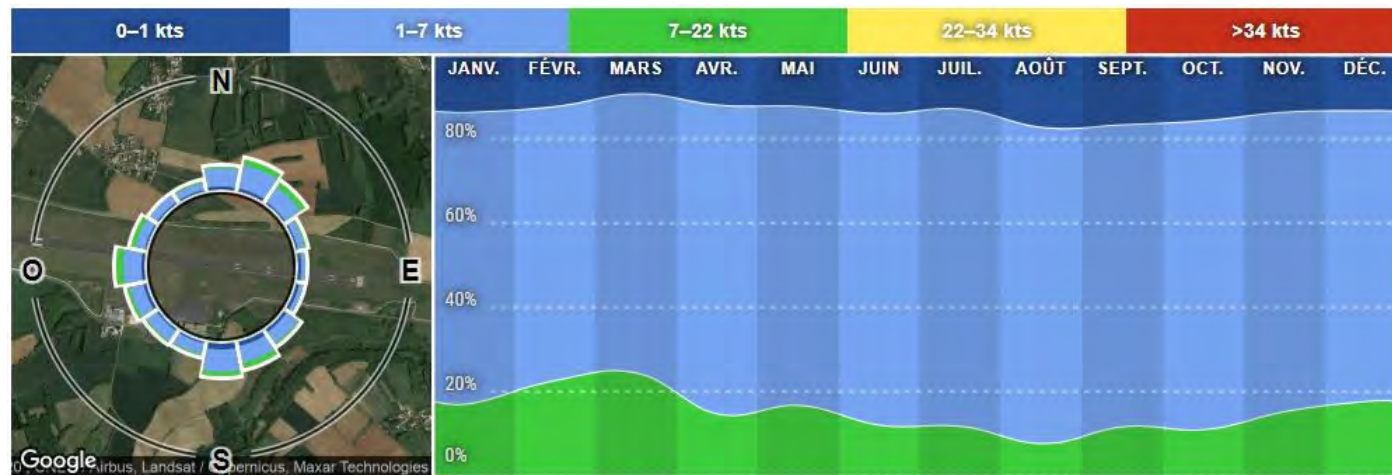 0–1 kts 1–7 kts 7–22 kts 22–34 kts >34 kts
N
O
E
S
Google
Airbus, Landsat / Copernicus, Maxar Technologies
JANV. FÉVR. MARS AVR. MAI JUIN JUIL. AOÛT SEPT. OCT. NOV. DÉC.
80%
60%
40%
20%
0%